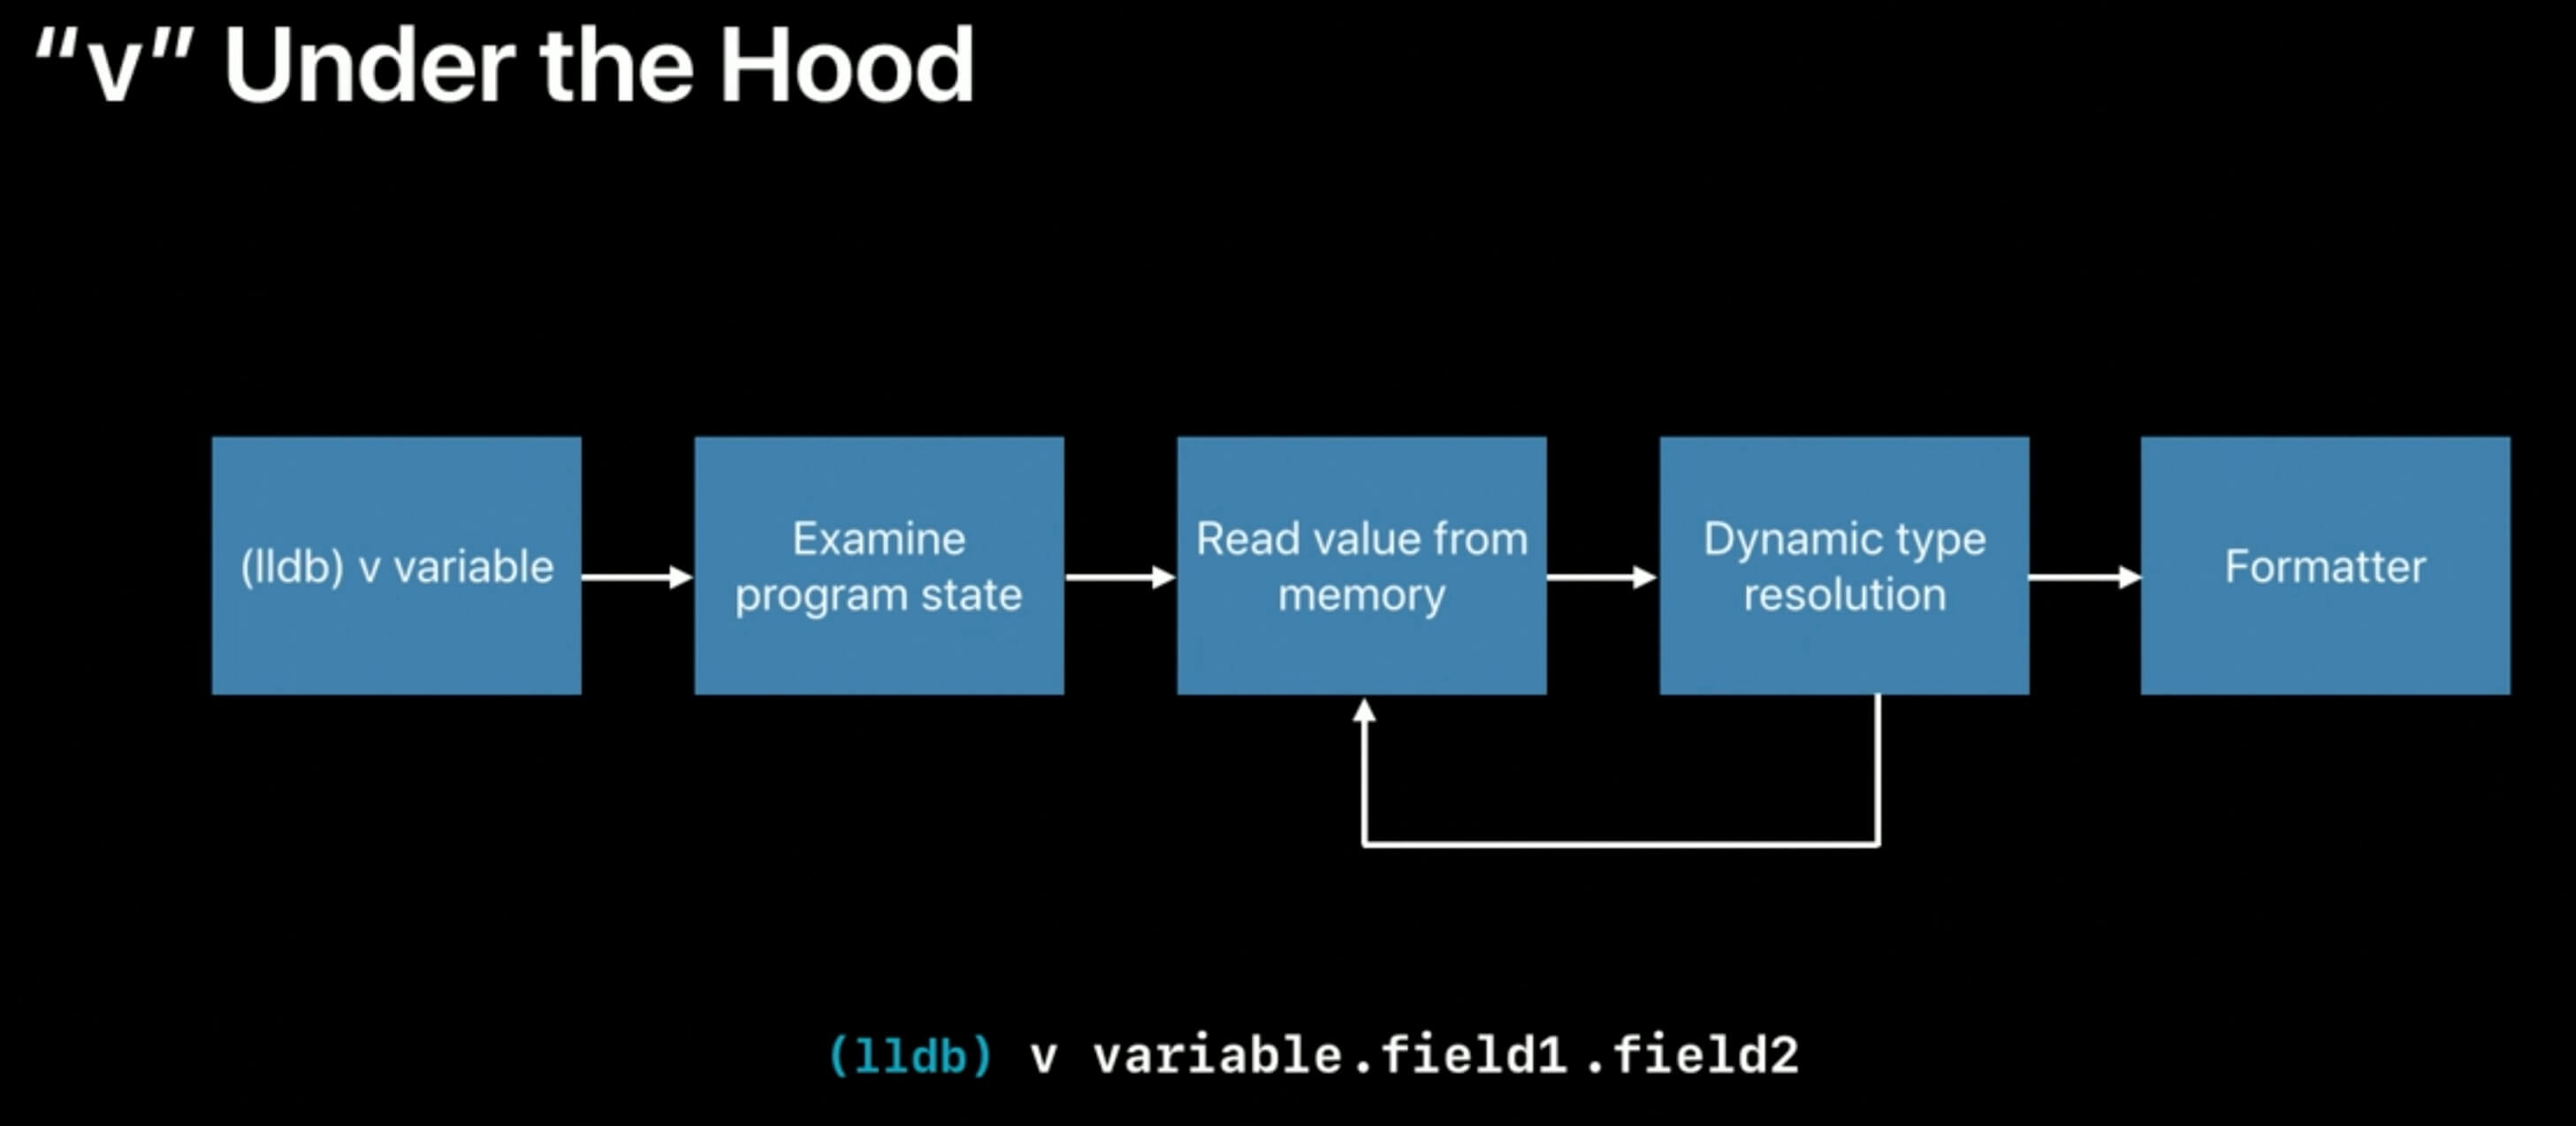 “v” Under the Hood
(lldb) v variable
Examine
program state
Read value from
memory
Dynamic type
resolution
Formatter
(lldb) v variable.field1.field2